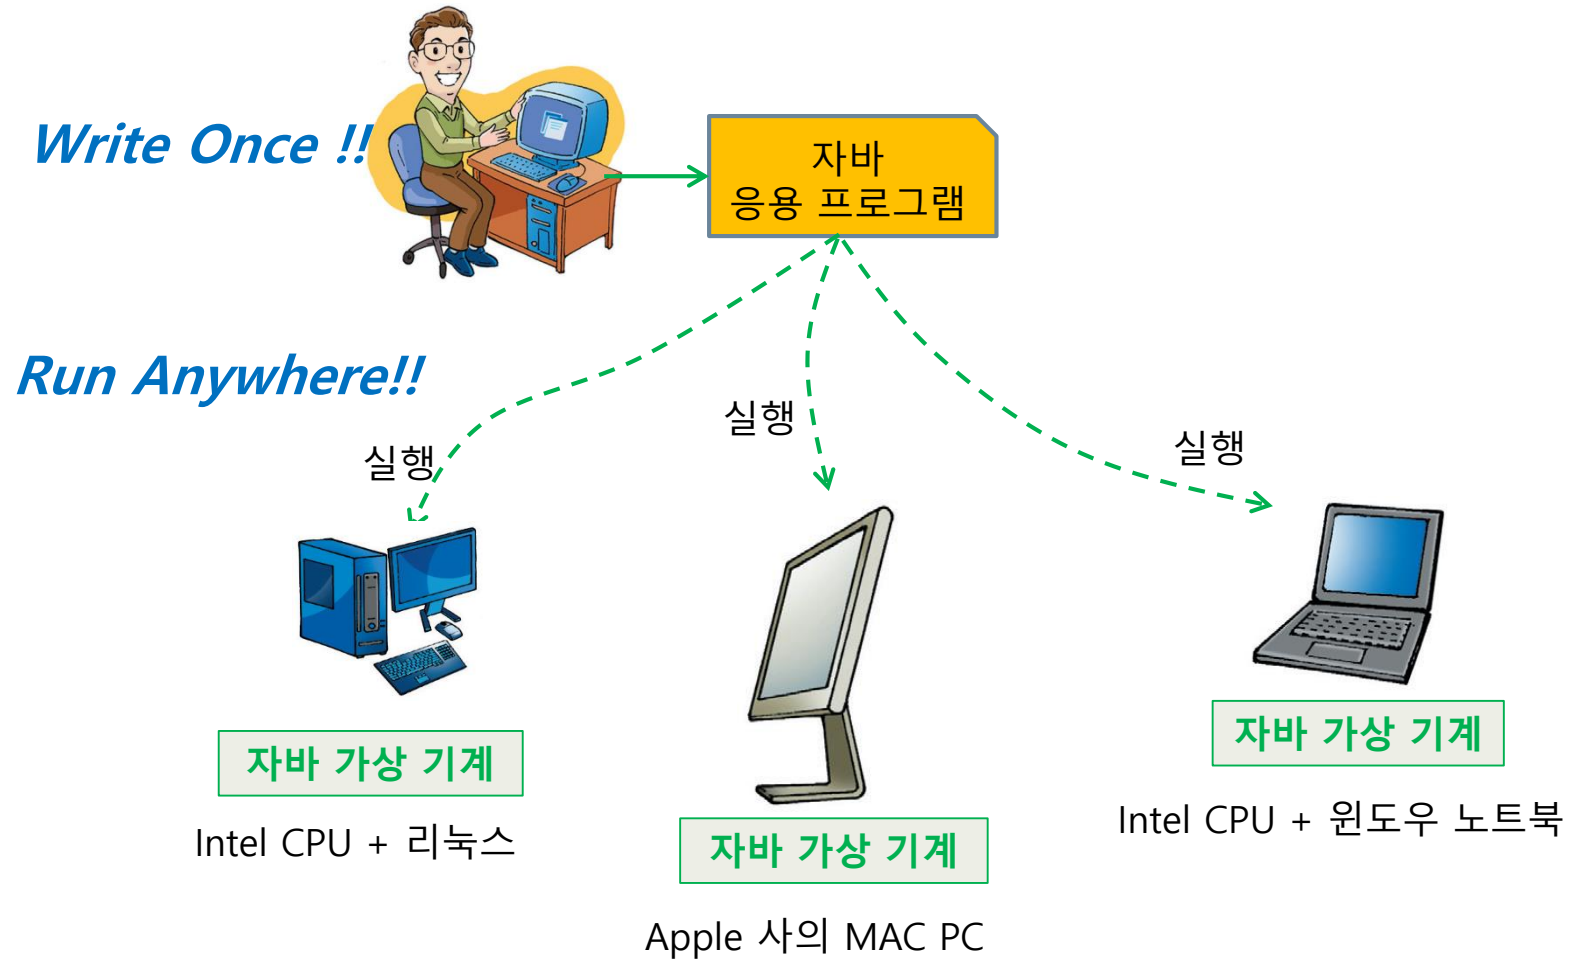 Write Once !!
자바
응용 프로그램
Run Anywhere!!
실행
실행
실행
자바 가상 기계
Intel CPU + 리눅스
자바 가상 기계
Apple 사의 MAC PC
자바 가상 기계
Intel CPU + 윈도우 노트북